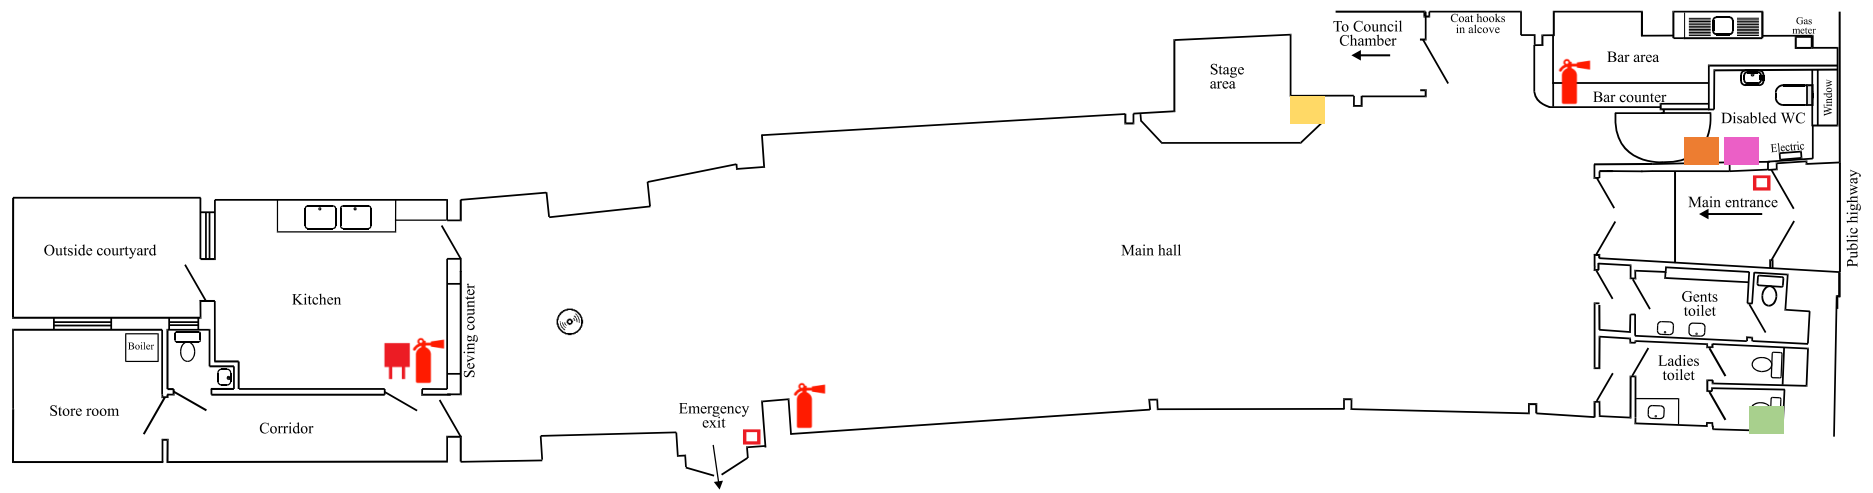 To Council
Chamber
Coat hooks
in alcove
Gas
meter
Bar area
Stage
area
Bar counter
Window
Disabled WC
Electric
Main entrance
Public highway
Outside courtyard
Main hall
Kitchen
Seving counter
Gents
toilet
Boiler
Ladies
toilet
Store room
Emergency
exit
Corridor